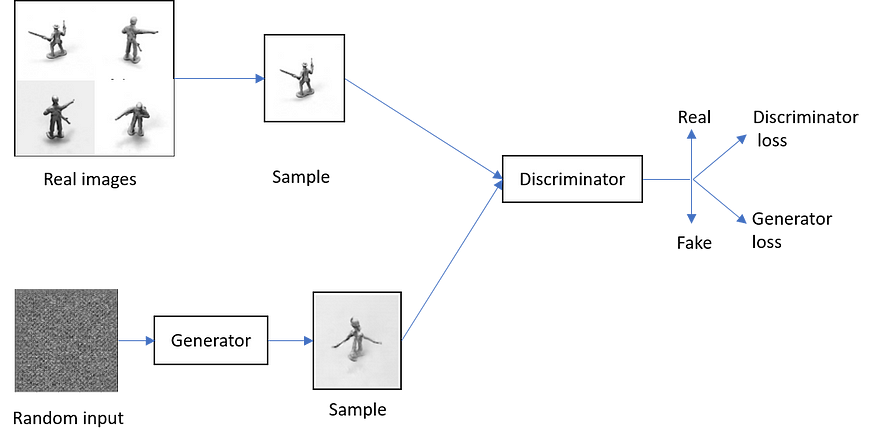 Real images
Sample
Discriminator
Real
Fake
Discriminator
loss
Generator
loss
Random input
Generator
Sample